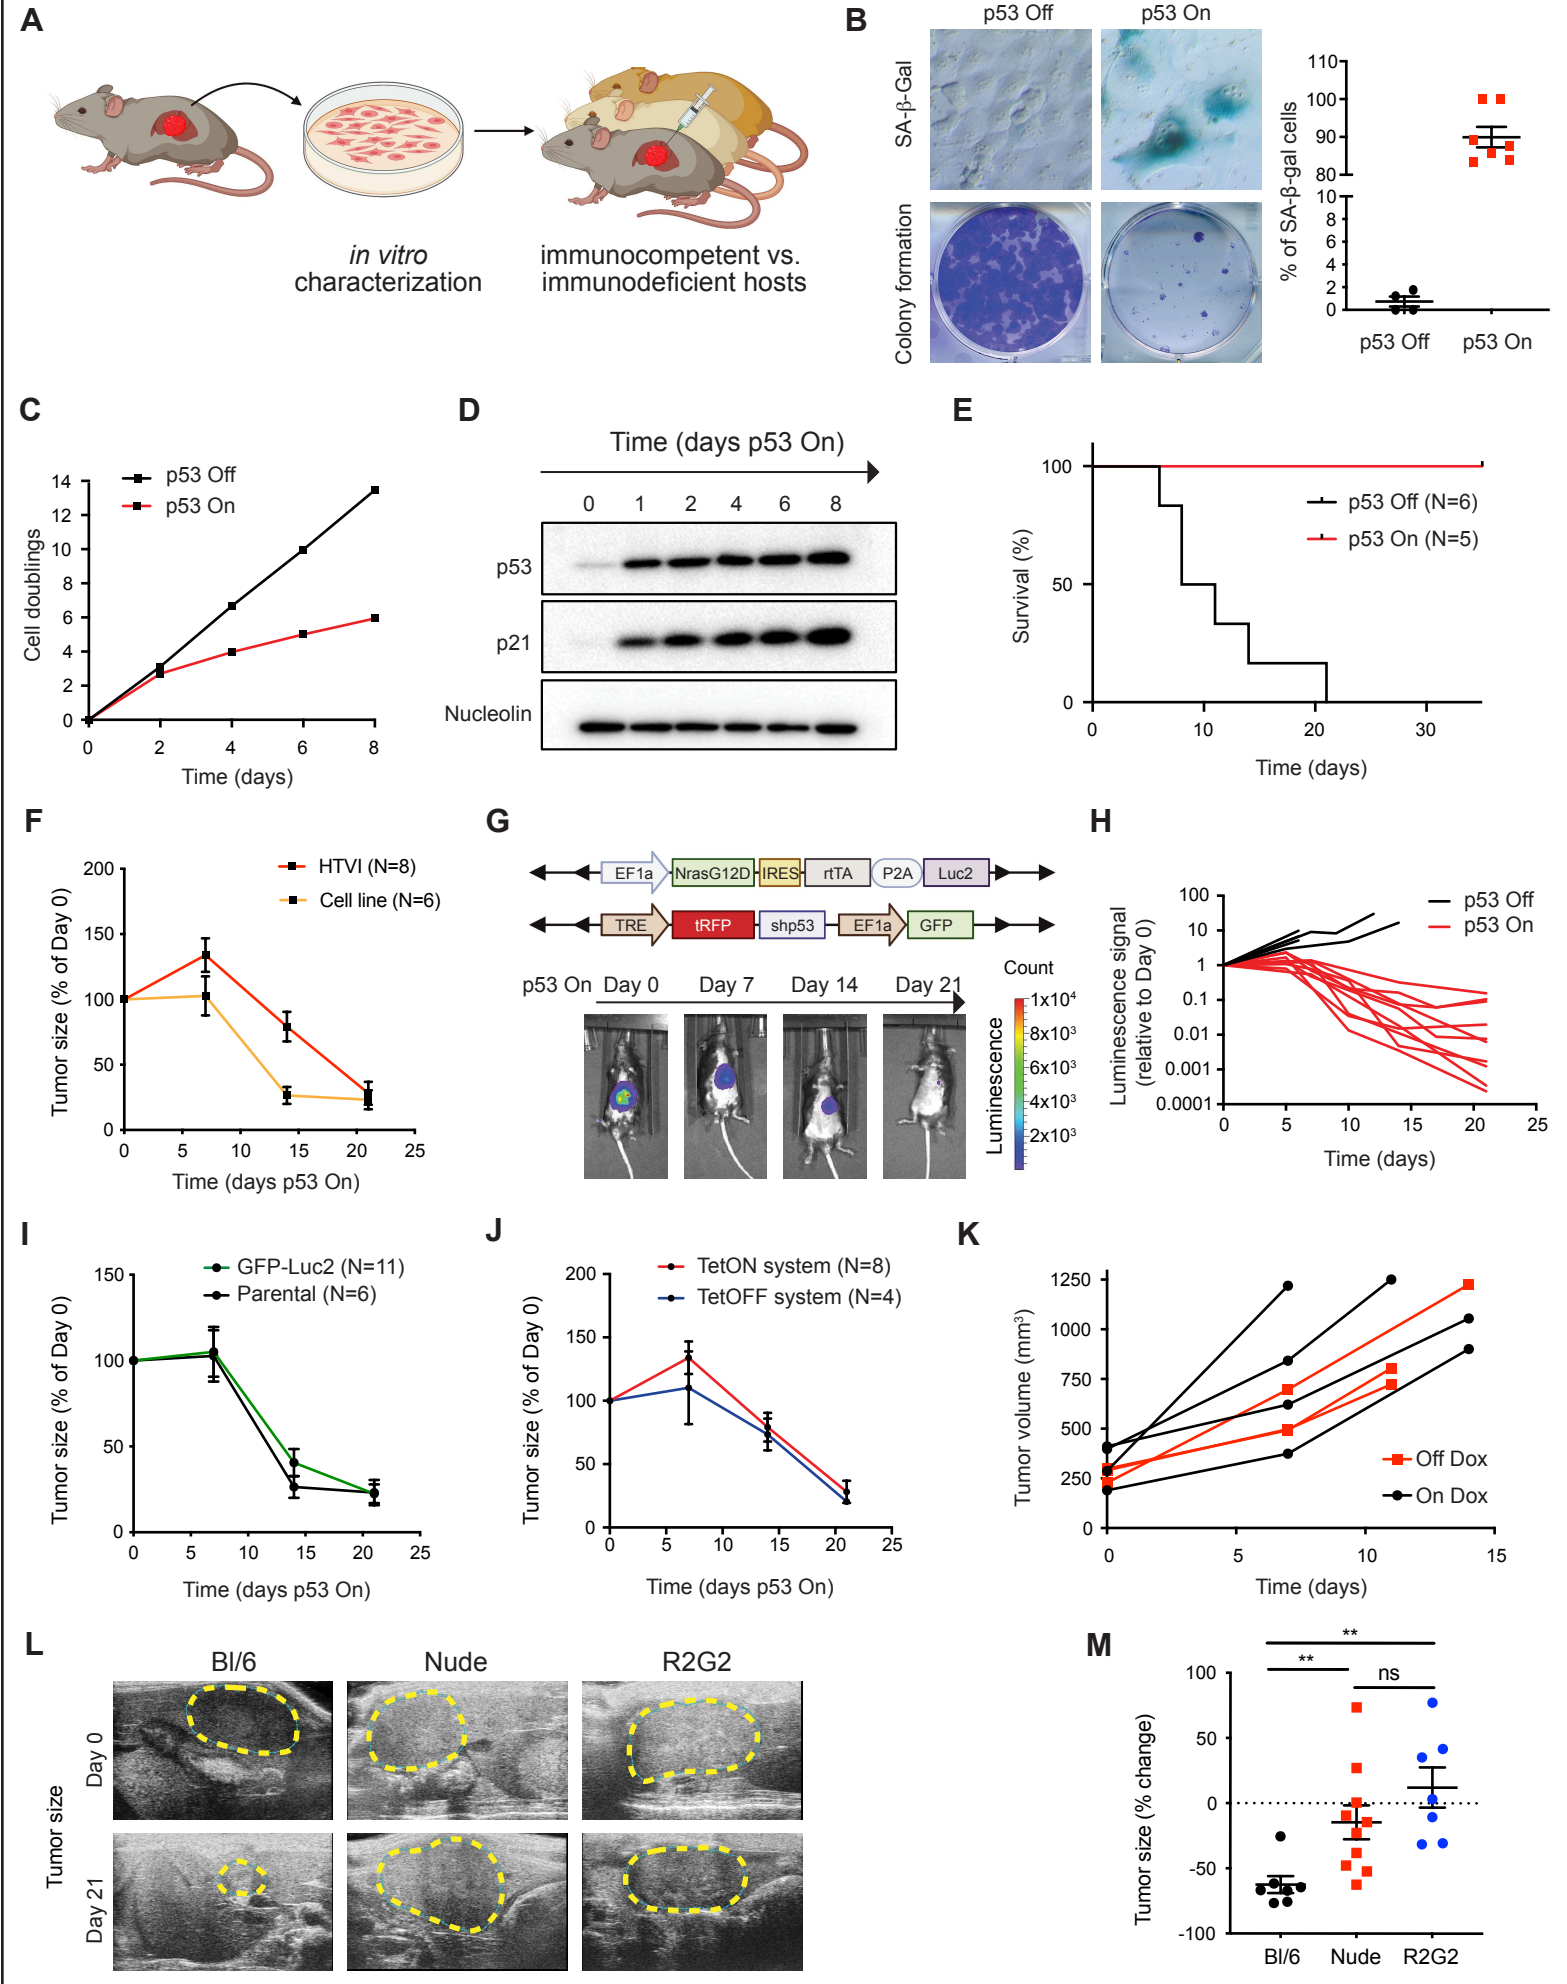 A
in vitro
characterization
immunocompetent vs.
immunodeficient hosts
B
p53 Off
p53 On
SA-β-Gal
Colony formation
% of SA-β-gal cells
110
100
90
80
10
8
6
4
2
0
p53 Off
p53 On
C
p53 Off
p53 On
Cell doublings
14
12
10
8
6
4
2
0
0 2 4 6 8
Time (days)
D
Time (days p53 On)
0 1 2 4 6 8
p53
p21
Nucleolin
E
Survival (%)
100
50
0
p53 Off (N=6)
p53 On (N=5)
0 10 20 30
Time (days)
F
Tumor size (% of Day 0)
200
150
100
50
0
HTVI (N=8)
Cell line (N=6)
0 5 10 15 20 25
Time (days p53 On)
G
EF1a NrasG12D IRES rtTA P2A Luc2
TRE tRFP shp53 EF1a GFP
p53 On Day 0 Day 7 Day 14 Day 21
Count
Luminescence
1x10⁴
8x10³
6x10³
4x10³
2x10³
H
Luminescence signal
(relative to Day 0)
100
10
1
0.1
0.01
0.001
0.0001
p53 Off
p53 On
0 5 10 15 20 25
Time (days)
I
Tumor size (% of Day 0)
150
100
50
0
GFP-Luc2 (N=11)
Parental (N=6)
0 5 10 15 20 25
Time (days p53 On)
J
Tumor size (% of Day 0)
200
150
100
50
0
TetON system (N=8)
TetOFF system (N=4)
0 5 10 15 20 25
Time (days p53 On)
K
Tumor volume (mm³)
1250
1000
750
500
250
0
Off Dox
On Dox
0 5 10 15
Time (days)
L
Bl/6
Nude
R2G2
Tumor size
Day 0
Day 21
M
Tumor size (% change)
100
50
0
-50
-100
**
**
ns
Bl/6 Nude R2G2